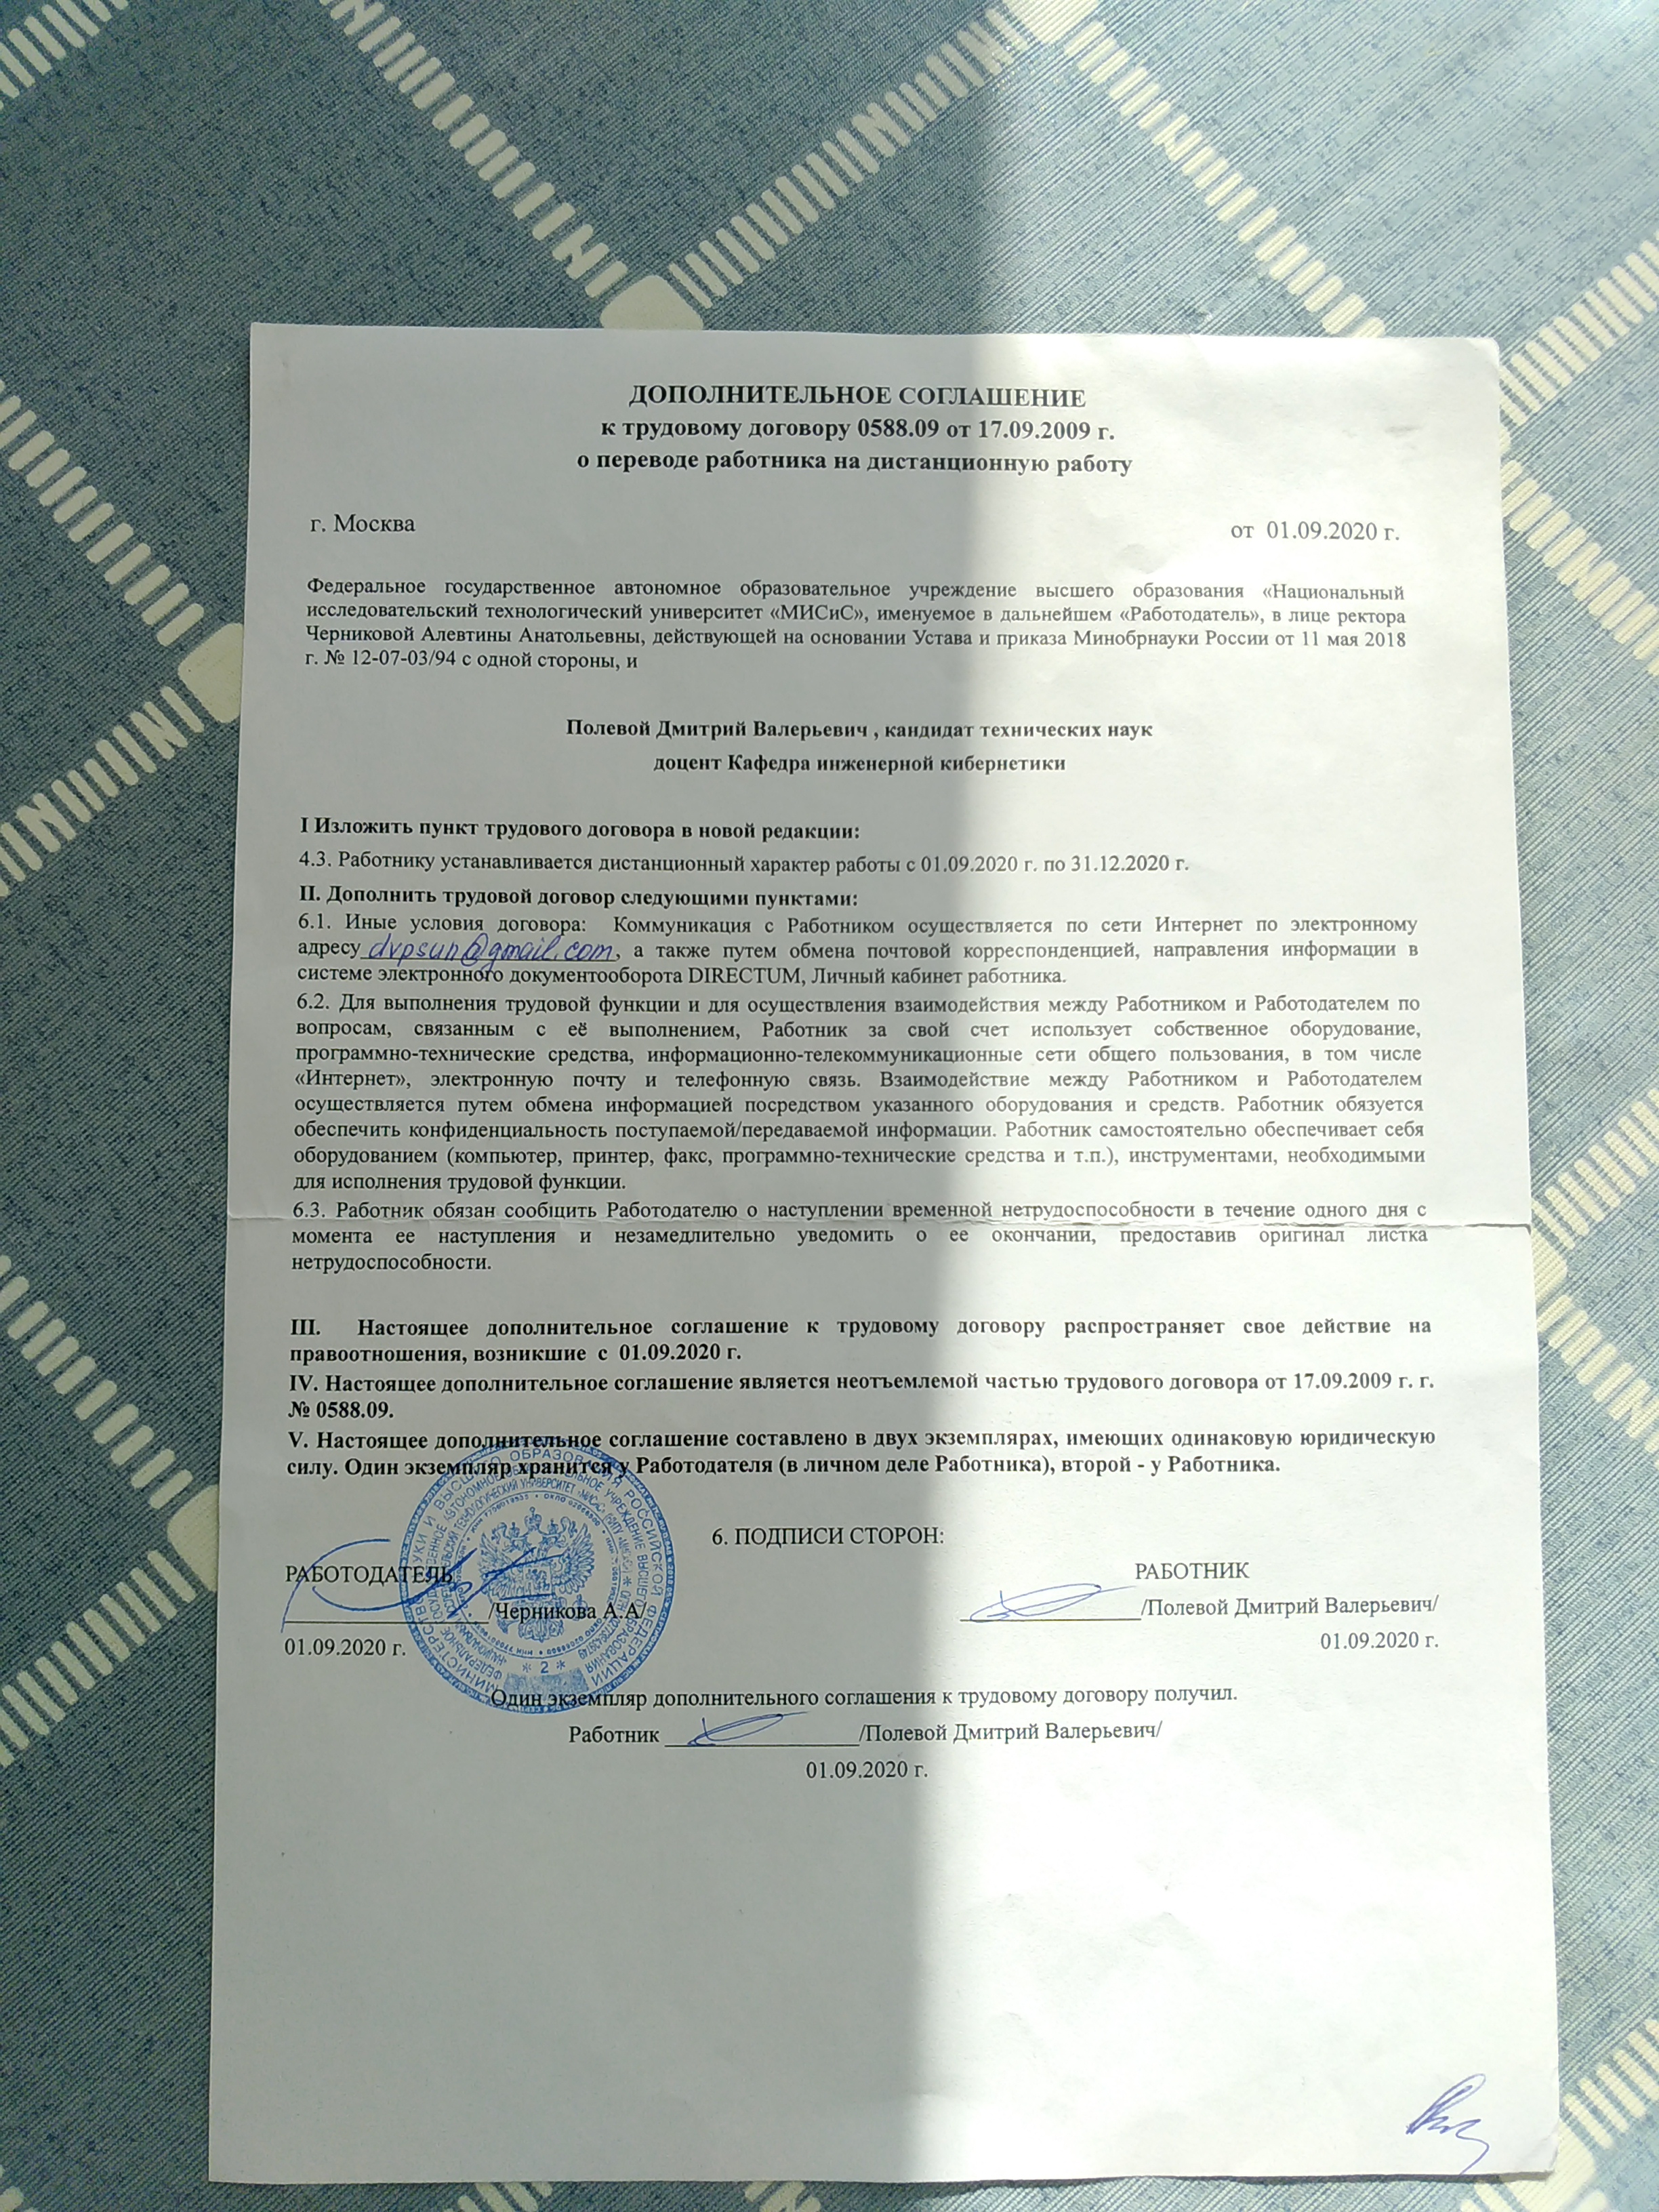 ДОПОЛНИТЕЛЬНОЕ СОГЛАШЕНИЕ
к трудовому договору 0588.09 от 17.09.2009 г.
о переводе работника на дистанционную работу
г. Москва
от 01.09.2020 г.
Федеральное государственное автономное образовательное учреждение высшего образования «Национальный
исследовательский технологический университет «МИСиС», именуемое в дальнейшем «Работодатель», в лице ректора
Черниковой Алевтины Анатольевны, действующей на основании Устава и приказа Минобрнауки России от 11 мая 2018
г. № 12-07-03/94 с одной стороны, и
Полевой Дмитрий Валерьевич , кандидат технических наук
доцент Кафедра инженерной кибернетики
I Изложить пункт трудового договора в новой редакции:
4.3. Работнику устанавливается дистанционный характер работы с 01.09.2020 г. по 31.12.2020 г.
II. Дополнить трудовой договор следующими пунктами:
6.1. Иные условия договора: Коммуникация с Работником осуществляется по сети Интернет по электронному
адресу dvpsun@gmail.com, а также путем обмена почтовой корреспонденцией, направления информации в
системе электронного документооборота DIRECTUM, Личный кабинет работника.
6.2. Для выполнения трудовой функции и для осуществления взаимодействия между Работником и Работодателем по
вопросам, связанным с её выполнением, Работник за свой счет использует собственное оборудование,
программно-технические средства, информационно-телекоммуникационные сети общего пользования, в том числе
«Интернет», электронную почту и телефонную связь. Взаимодействие между Работником и Работодателем
осуществляется путем обмена информацией посредством указанного оборудования и средств. Работник обязуется
обеспечить конфиденциальность поступаемой/передаваемой информации. Работник самостоятельно обеспечивает себя
оборудованием (компьютер, принтер, факс, программно-технические средства и т.п.), инструментами, необходимыми
для исполнения трудовой функции.
6.3. Работник обязан сообщить Работодателю о наступлении временной нетрудоспособности в течение одного дня с
момента ее наступления и незамедлительно уведомить о ее окончании, предоставив оригинал листка
нетрудоспособности.
III. Настоящее дополнительное соглашение к трудовому договору распространяет свое действие на
правоотношения, возникшие с 01.09.2020 г.
IV. Настоящее дополнительное соглашение является неотъемлемой частью трудового договора от 17.09.2009 г. г.
№ 0588.09.
V. Настоящее дополнительное соглашение составлено в двух экземплярах, имеющих одинаковую юридическую
силу. Один экземпляр хранится у Работодателя (в личном деле Работника), второй - у Работника.
6. ПОДПИСИ СТОРОН:
РАБОТОДАТЕЛЬ
РАБОТНИК
/Черникова А.А/
/Полевой Дмитрий Валерьевич/
01.09.2020 г.
01.09.2020 г.
* 2 *
Один экземпляр дополнительного соглашения к трудовому договору получил.
Работник /Полевой Дмитрий Валерьевич/
01.09.2020 г.